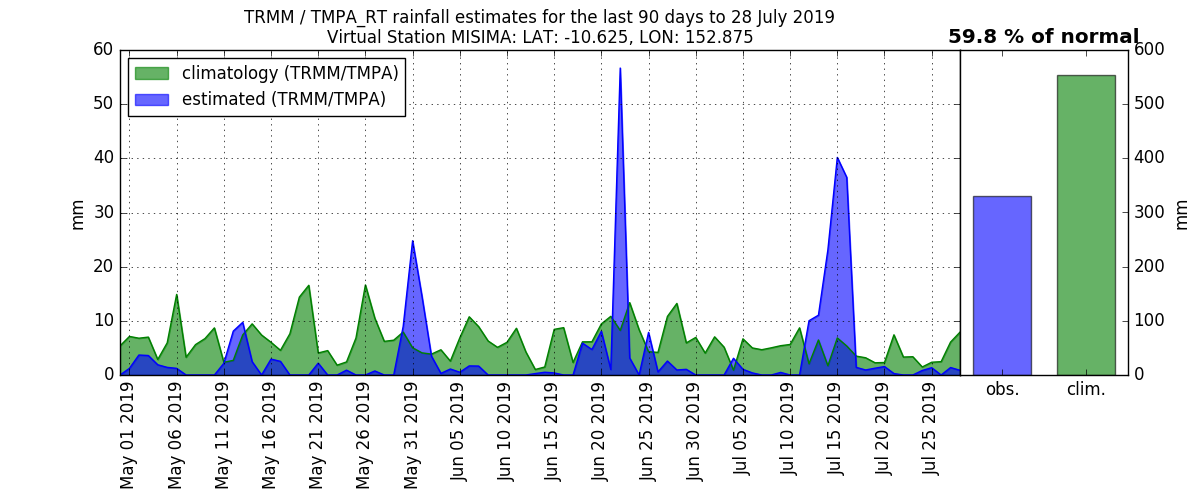 TRMM / TMPA_RT rainfall estimates for the last 90 days to 28 July 2019
Virtual Station MISIMA: LAT: -10.625, LON: 152.875
59.8 % of normal
climatology (TRMM/TMPA)
estimated (TRMM/TMPA)
60
50
40
30
20
10
0
mm
May 01 2019
May 06 2019
May 11 2019
May 16 2019
May 21 2019
May 26 2019
May 31 2019
Jun 05 2019
Jun 10 2019
Jun 15 2019
Jun 20 2019
Jun 25 2019
Jun 30 2019
Jul 05 2019
Jul 10 2019
Jul 15 2019
Jul 20 2019
Jul 25 2019
obs.
clim.
600
500
400
300
200
100
0
mm